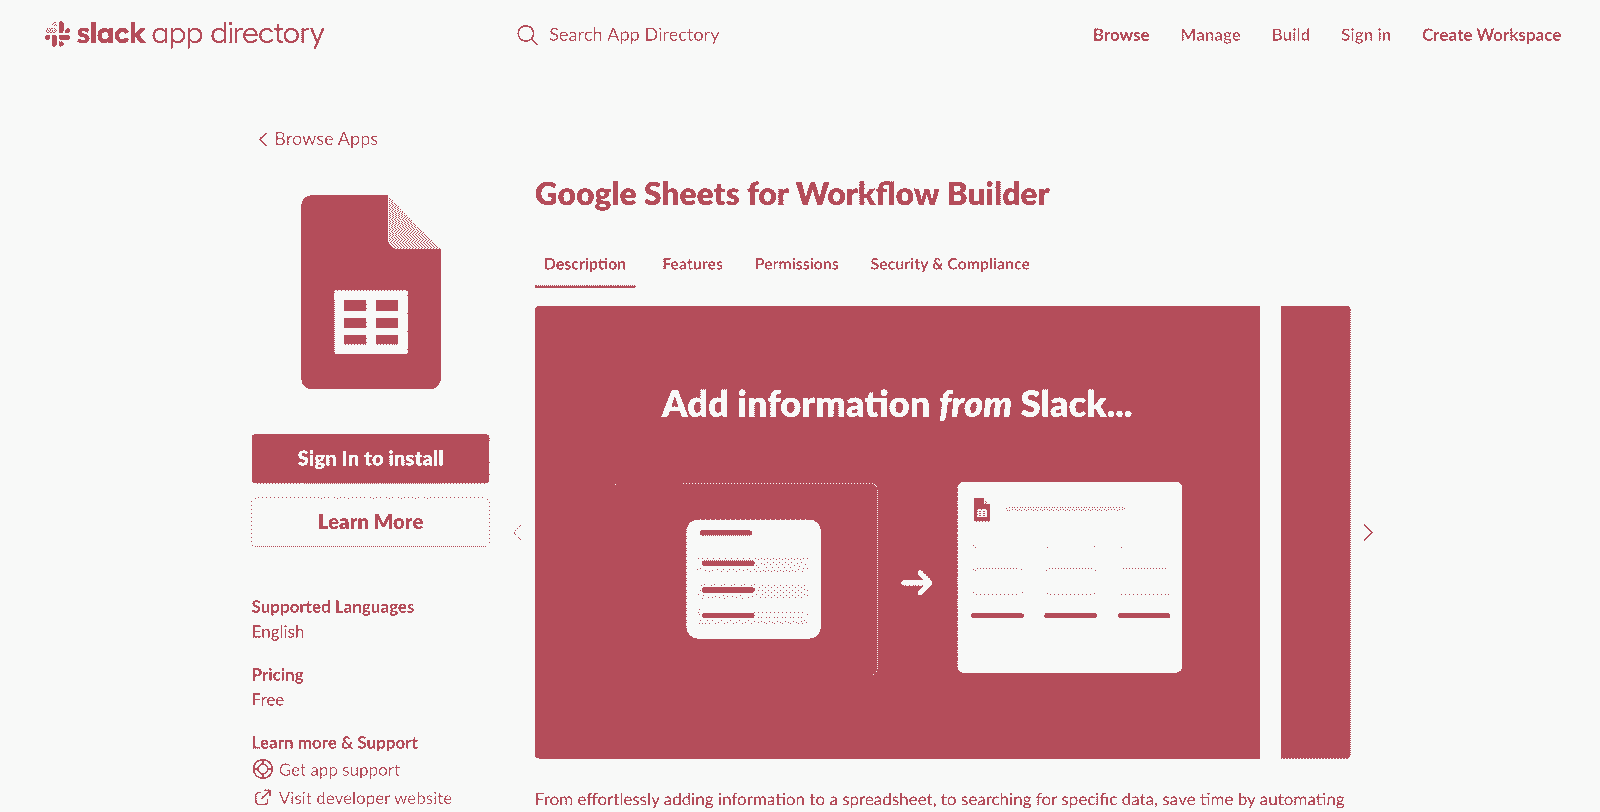 slack app directory
Search App Directory
Browse
Manage
Build
Sign in
Create Workspace
Browse Apps
Google Sheets for Workflow Builder
Description
Features
Permissions
Security & Compliance
Add information from Slack...
Sign In to install
Learn More
Supported Languages
English
Pricing
Free
Learn more & Support
Get app support
Visit developer website
From effortlessly adding information to a spreadsheet, to searching for specific data, save time by automating